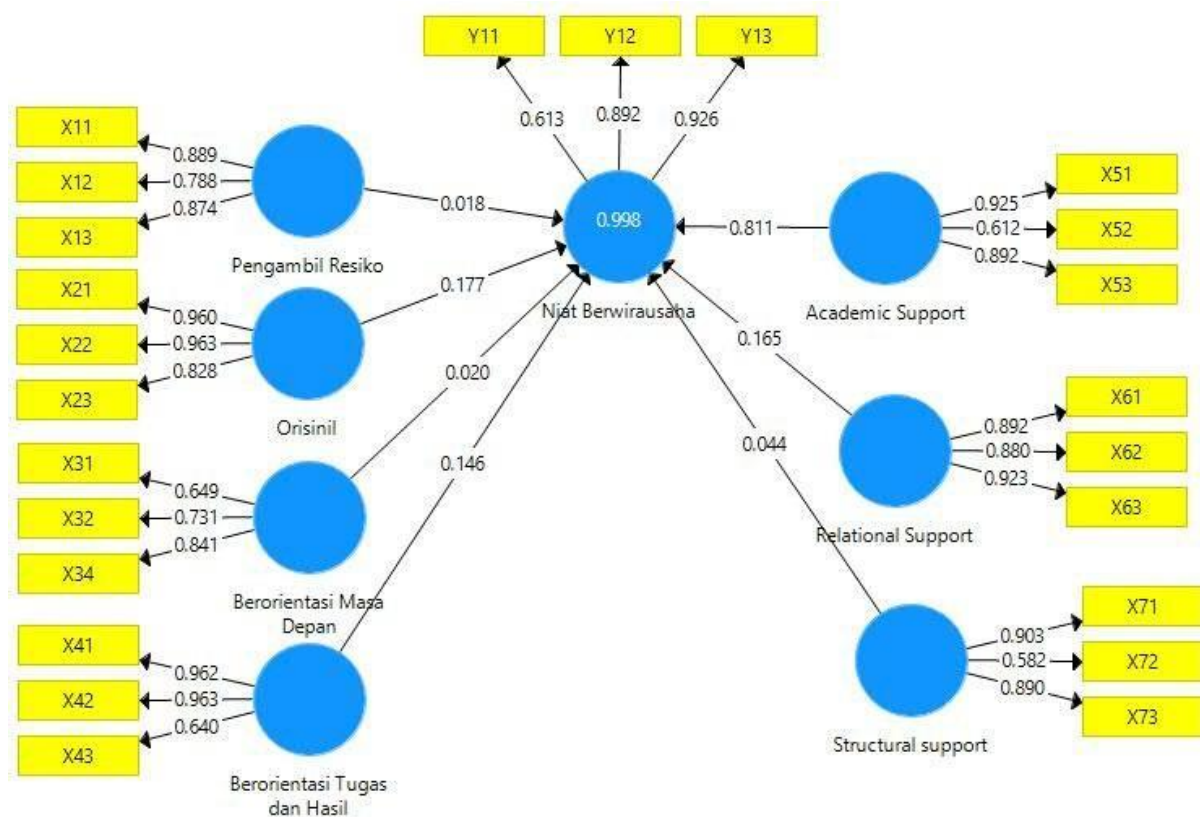 Y11
Y12
Y13
0.613
0.892
0.926
X11
X12
X13
0.889
0.788
0.874
Pengambil Resiko
0.018
X21
X22
X23
0.960
0.963
0.828
Orisinil
0.177
X31
X32
X34
0.649
0.731
0.841
Berorientasi Masa
Depan
0.020
X41
X42
X43
0.962
0.963
0.640
Berorientasi Tugas
dan Hasil
0.146
0.998
Niat Berwirausaha
0.811
Academic Support
0.925
0.612
0.892
X51
X52
X53
0.165
Relational Support
0.892
0.880
0.923
X61
X62
X63
0.044
Structural support
0.903
0.582
0.890
X71
X72
X73